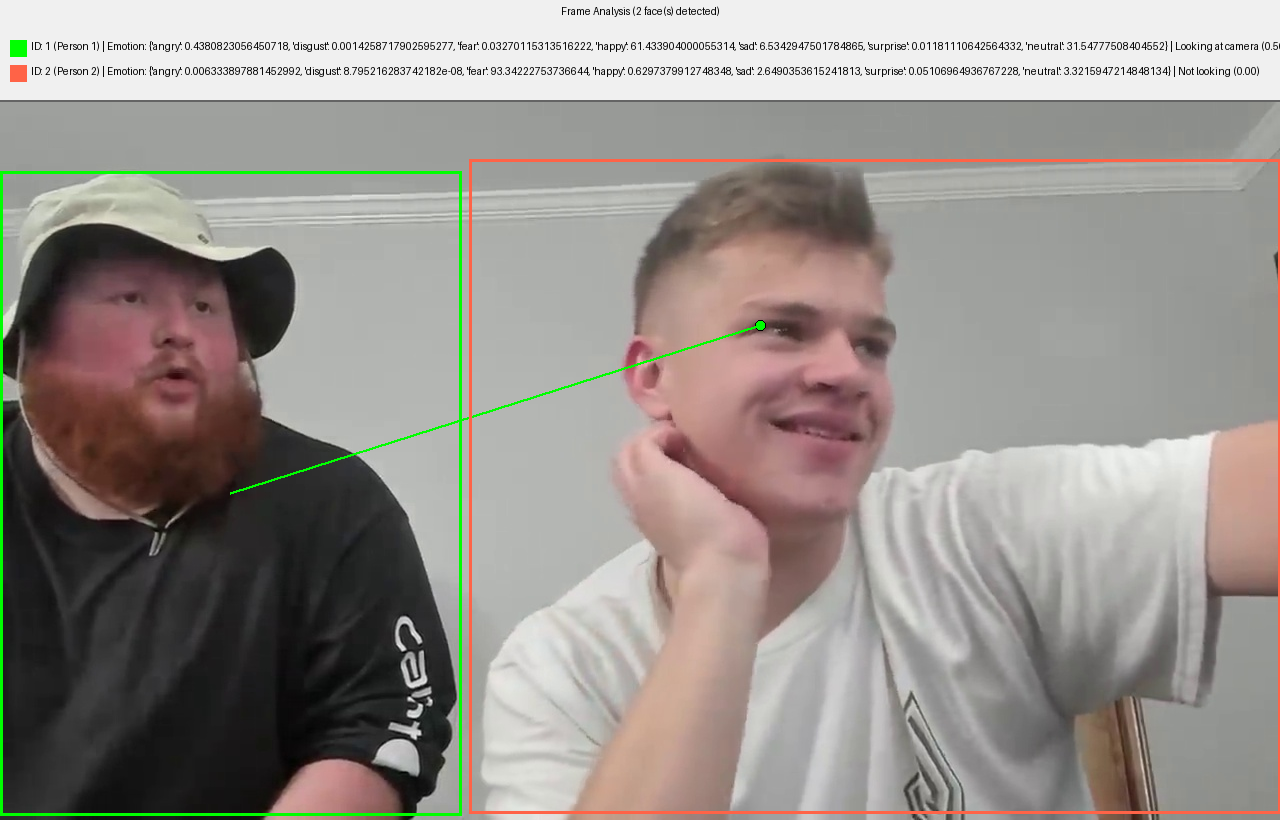 Frame Analysis (2 face(s) detected)
ID: 1 (Person 1) | Emotion: {'angry': 0.4380823056450718, 'disgust': 0.0014258717902595277, 'fear': 0.03270115313516222, 'happy': 61.433904000055314, 'sad': 6.5342947501784865, 'surprise': 0.01181110642564332, 'neutral': 31.54777508404552} | Looking at camera (0.5
ID: 2 (Person 2) | Emotion: {'angry': 0.006333897881452992, 'disgust': 8.795216283742182e-08, 'fear': 93.34222753736644, 'happy': 0.6297379912748348, 'sad': 2.6490353615241813, 'surprise': 0.05106964936767228, 'neutral': 3.3215947214848134} | Not looking (0.00)